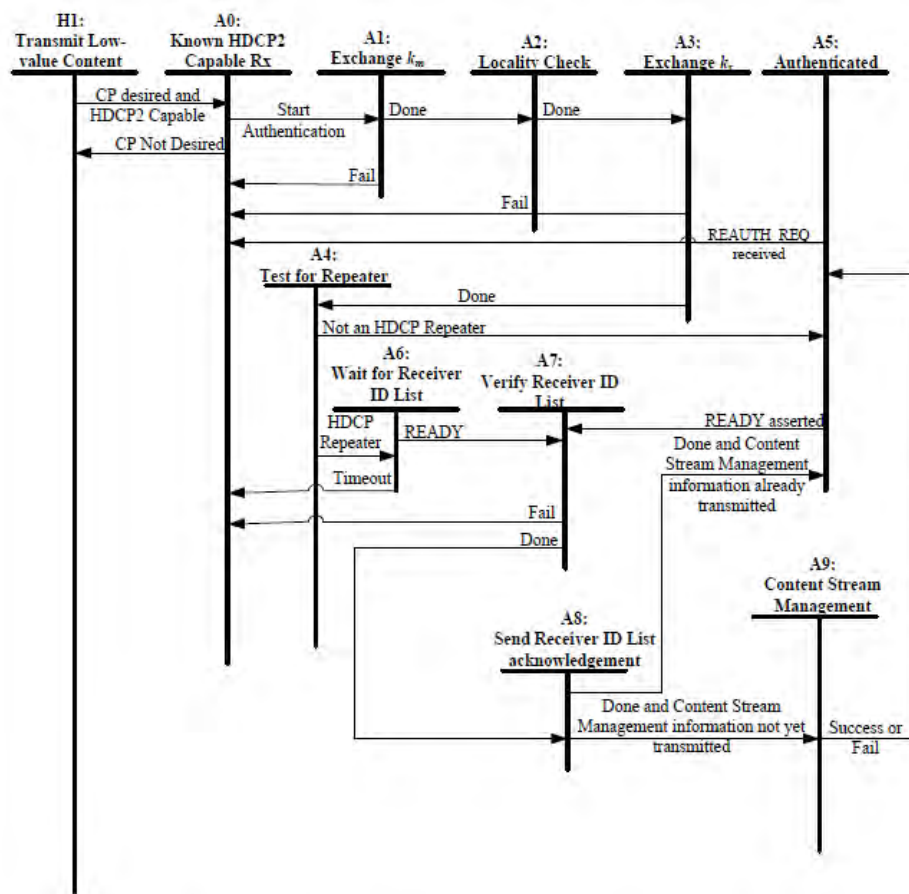 H1:
Transmit Low-
value Content
A0:
Known HDCP2
Capable Rx
A1:
Exchange km
A2:
Locality Check
A3:
Exchange ks
A5:
Authenticated
CP desired and
HDCP2 Capable
Start
Authentication
Done
Done
CP Not Desired
Fail
Fail
REAUTH_REQ
received
A4:
Test for Repeater
Done
Not an HDCP Repeater
A6:
Wait for Receiver
ID List
A7:
Verify Receiver ID
List
HDCP
Repeater
READY
READY asserted
Done and Content
Stream Management
information already
transmitted
Timeout
Fail
Done
A9:
Content Stream
Management
A8:
Send Receiver ID List
acknowledgement
Done and Content Stream
Management information not yet
transmitted
Success or
Fail